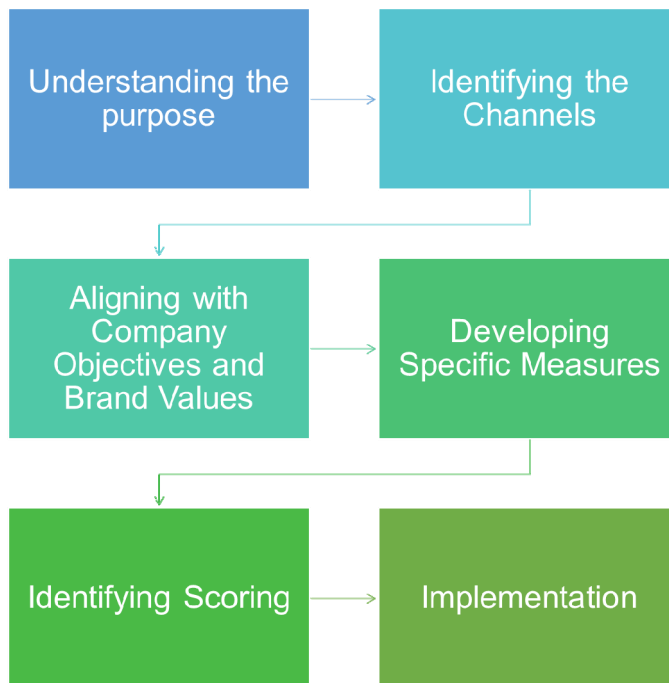 Understanding the
purpose
Identifying the
Channels
Aligning with
Company
Objectives and
Brand Values
Developing
Specific Measures
Identifying Scoring
Implementation